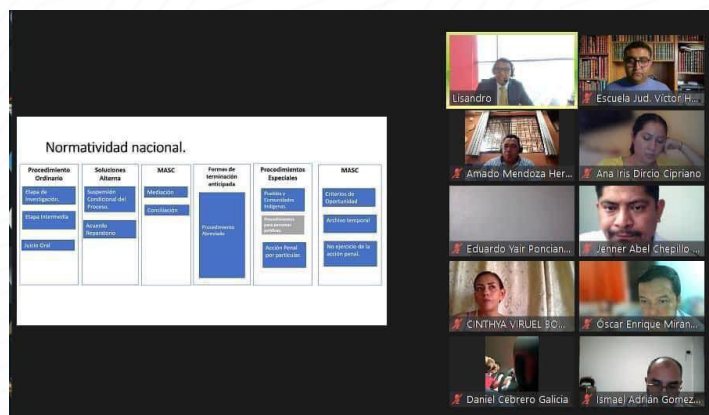 Normatividad nacional.
Procedimiento
Ordinario
Etapa de
Investigación.
Etapa Intermedia
Juicio Oral
Soluciones
Alterna
Suspensión
Condicional del
Proceso.
Acuerdo
Reparatorio
MASC
Mediación
Conciliación
Formas de
terminación
anticipada
Procedimiento
Abreviado
Procedimientos
Especiales
Pueblos y
Comunidades
Indígenas.
Procedimientos
para personas
jurídicas.
Acción Penal
por particular.
MASC
Criterios de
Oportunidad
Archivo temporal
No ejercicio de la
acción penal.
Lisandro
Escuela Jud. Víctor H...
Amado Mendoza Her...
Ana Iris Dircio Cipriano
Eduardo Yair Poncian...
Jenner Abel Chepillo ...
CINTHYA VIRUEL BO...
Óscar Enrique Miran...
Daniel Cebrero Galicia
Ismael Adrián Gomez...